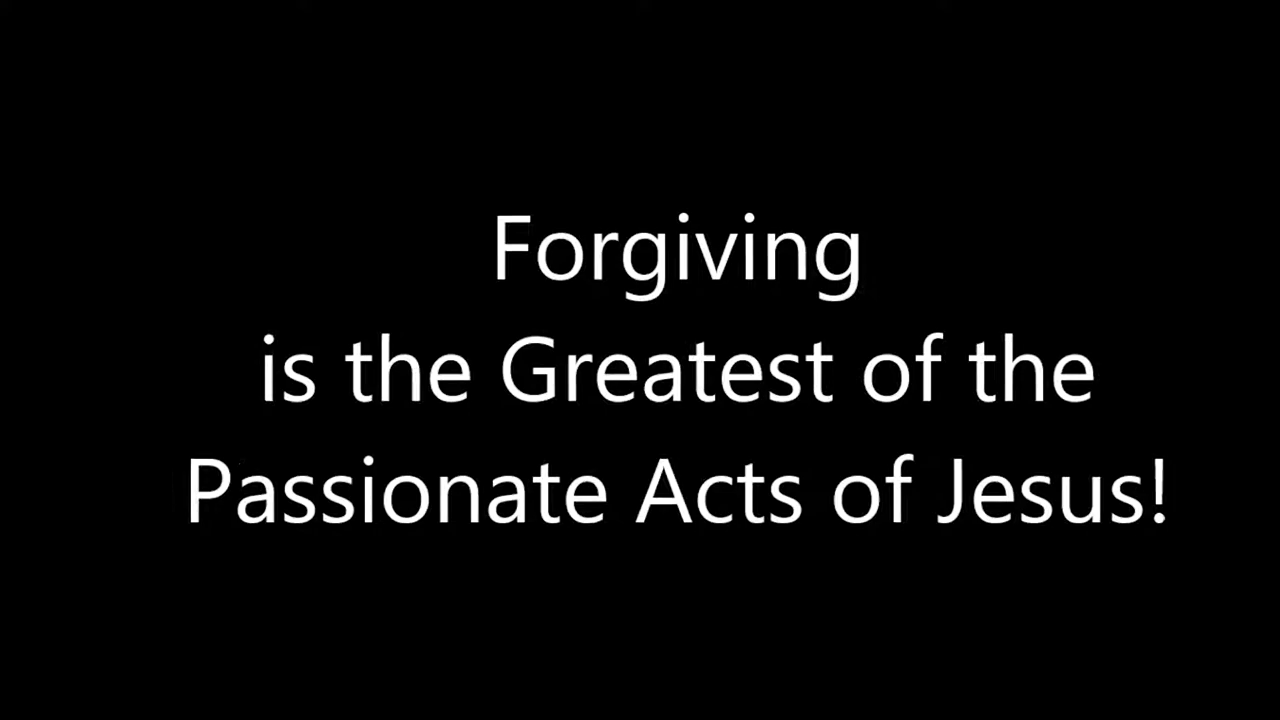 Forgiving
is the Greatest of the
Passionate Acts of Jesus!